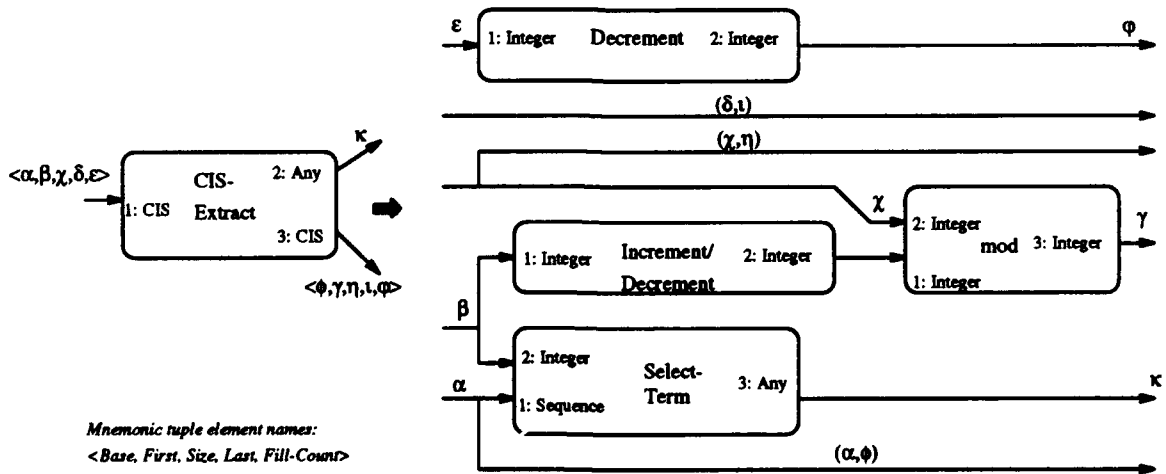 ε
1: Integer Decrement 2: Integer
φ
(δ,ι)
(χ,η)
κ
<α,β,χ,δ,ε>
CIS-
Extract
2: Any
1: CIS
3: CIS
<ϕ,γ,η,ι,φ>
χ
2: Integer
mod
3: Integer
1: Integer
γ
1: Integer
Increment/
Decrement
2: Integer
β
2: Integer
Select-
Term
3: Any
1: Sequence
α
κ
(α,ϕ)
Mnemonic tuple element names:
<Base, First, Size, Last, Fill-Count>